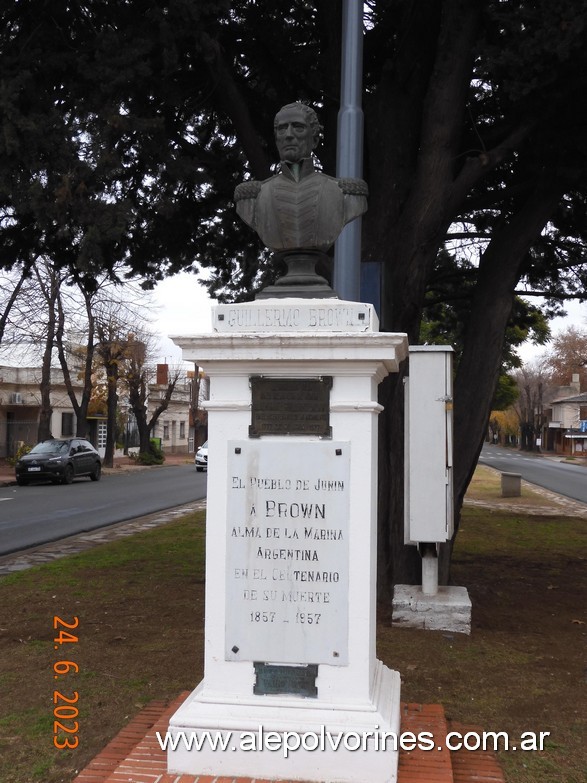 GUILLERMO BROWN
EL PUEBLO DE JUNIN
A BROWN
ALMA DE LA MARINA
ARGENTINA
EN EL CENTENARIO
DE SU MUERTE
1857 - 1957
24. 6. 2023
www.alepolvorines.com.ar